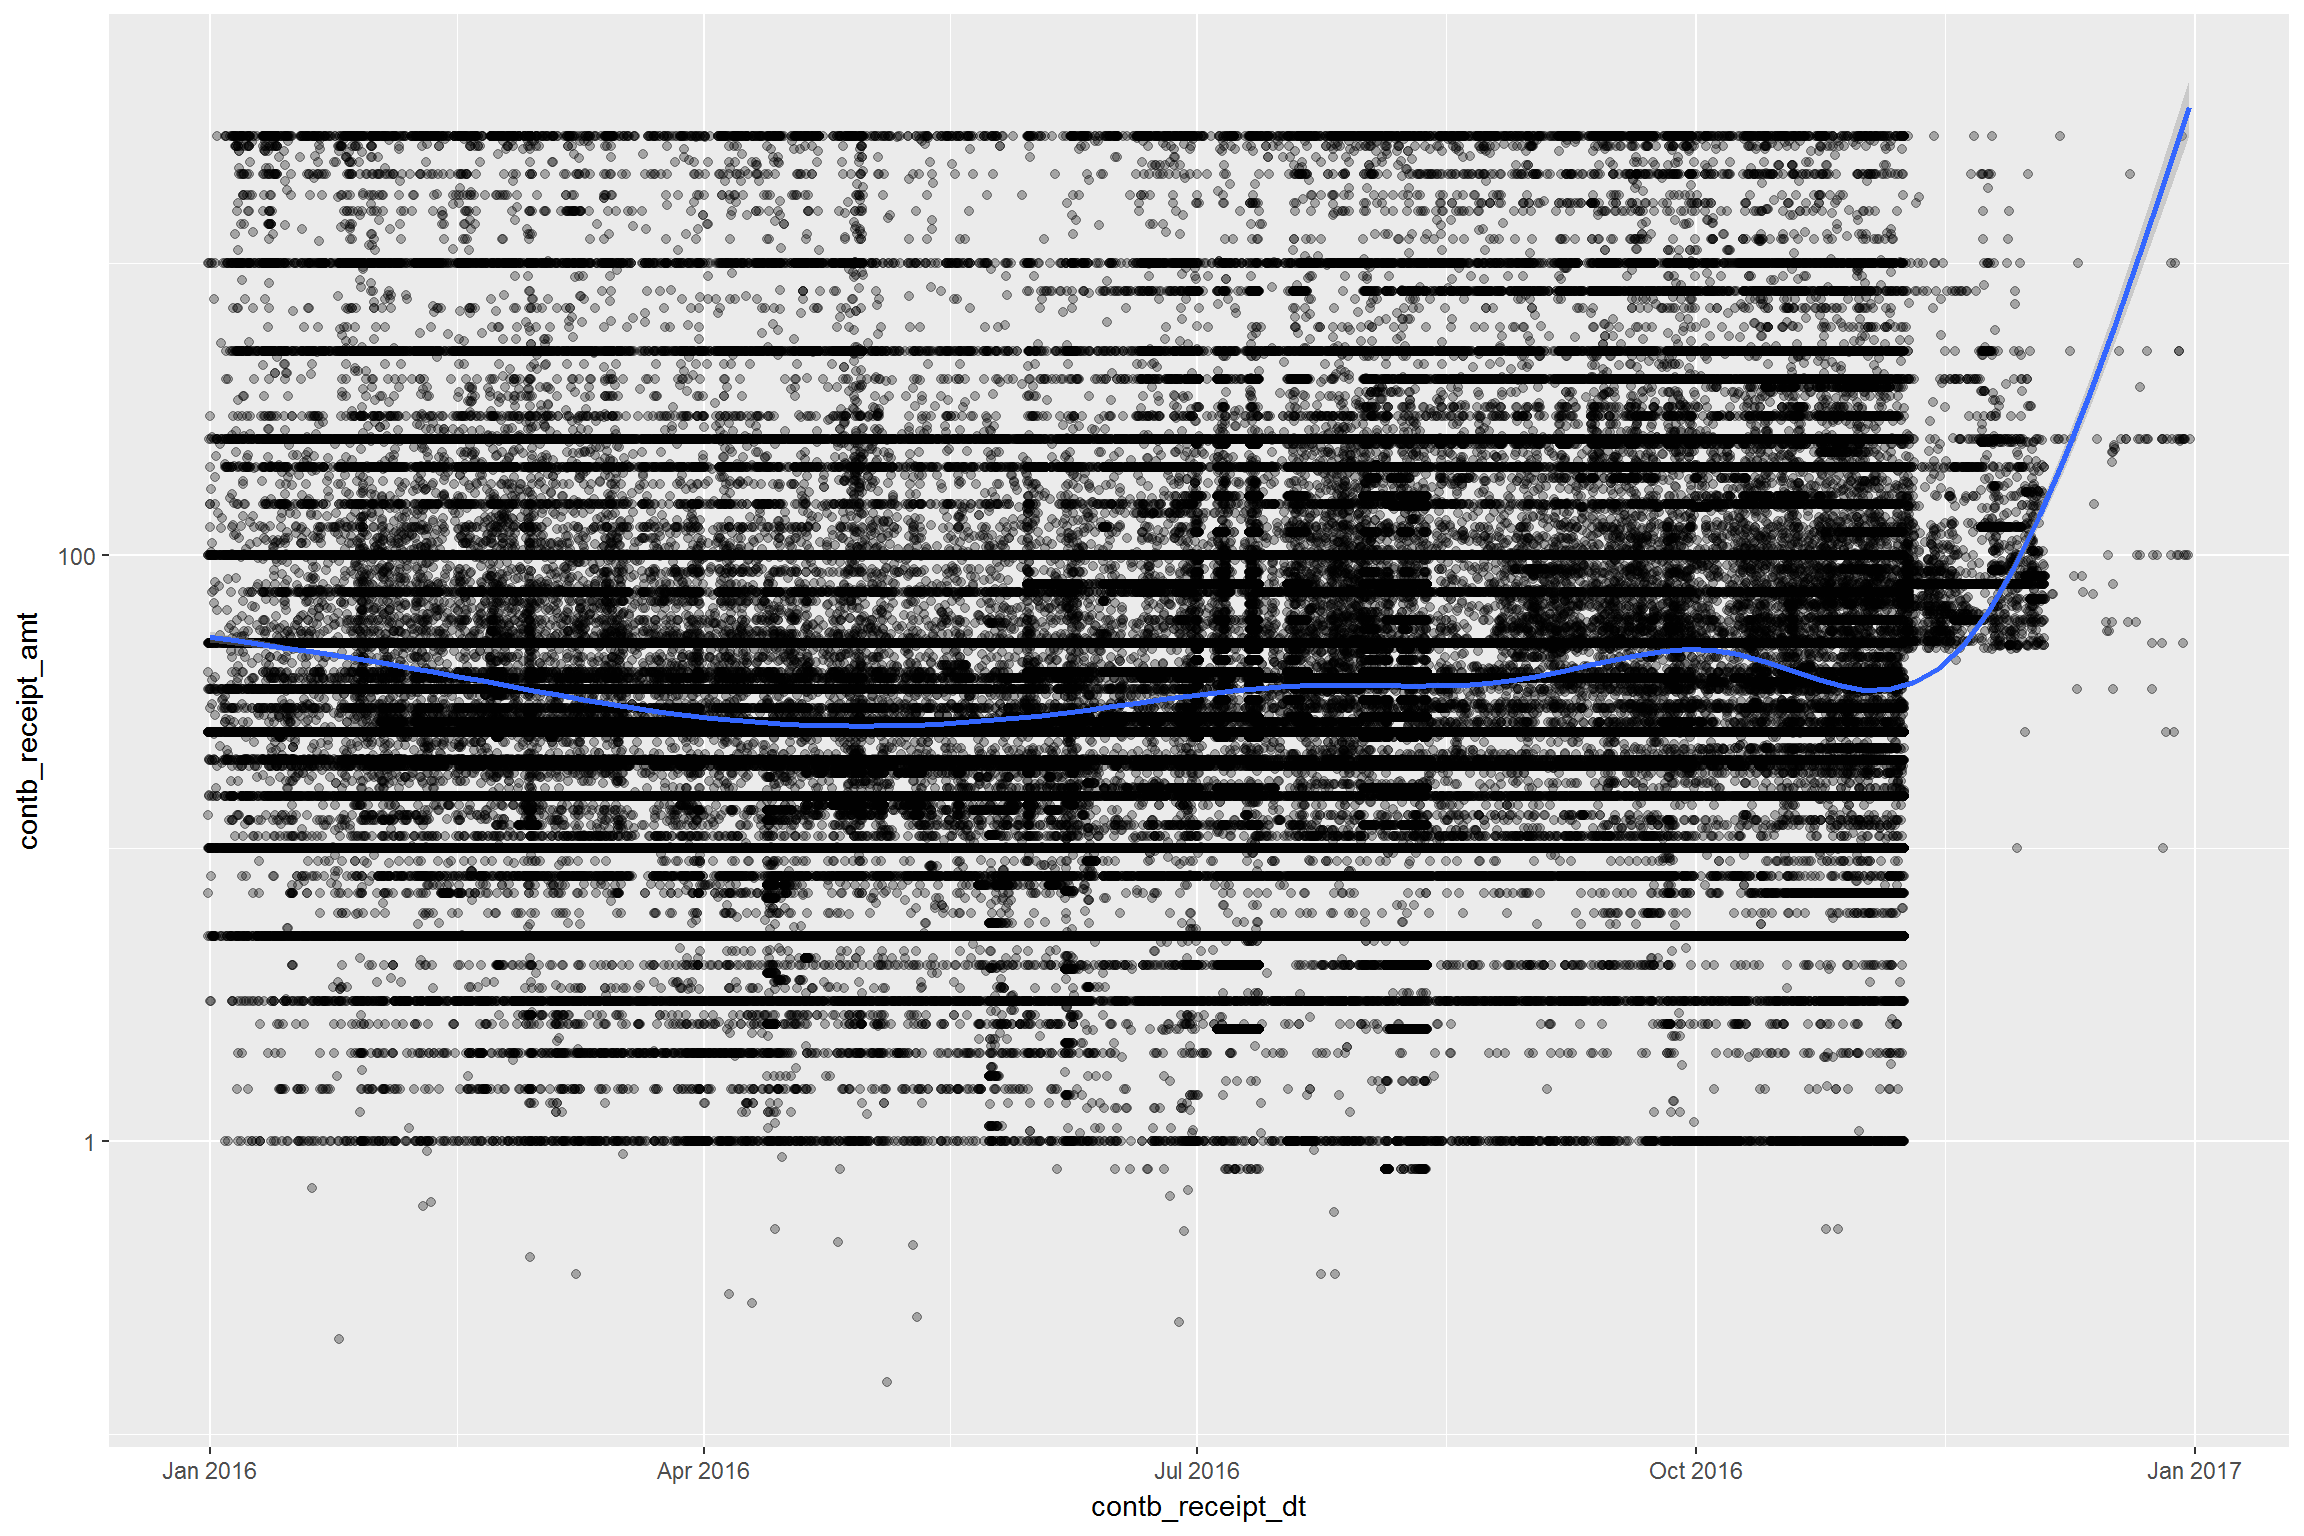 contb_receipt_amt
100
1
Jan 2016
Apr 2016
Jul 2016
Oct 2016
Jan 2017
contb_receipt_dt